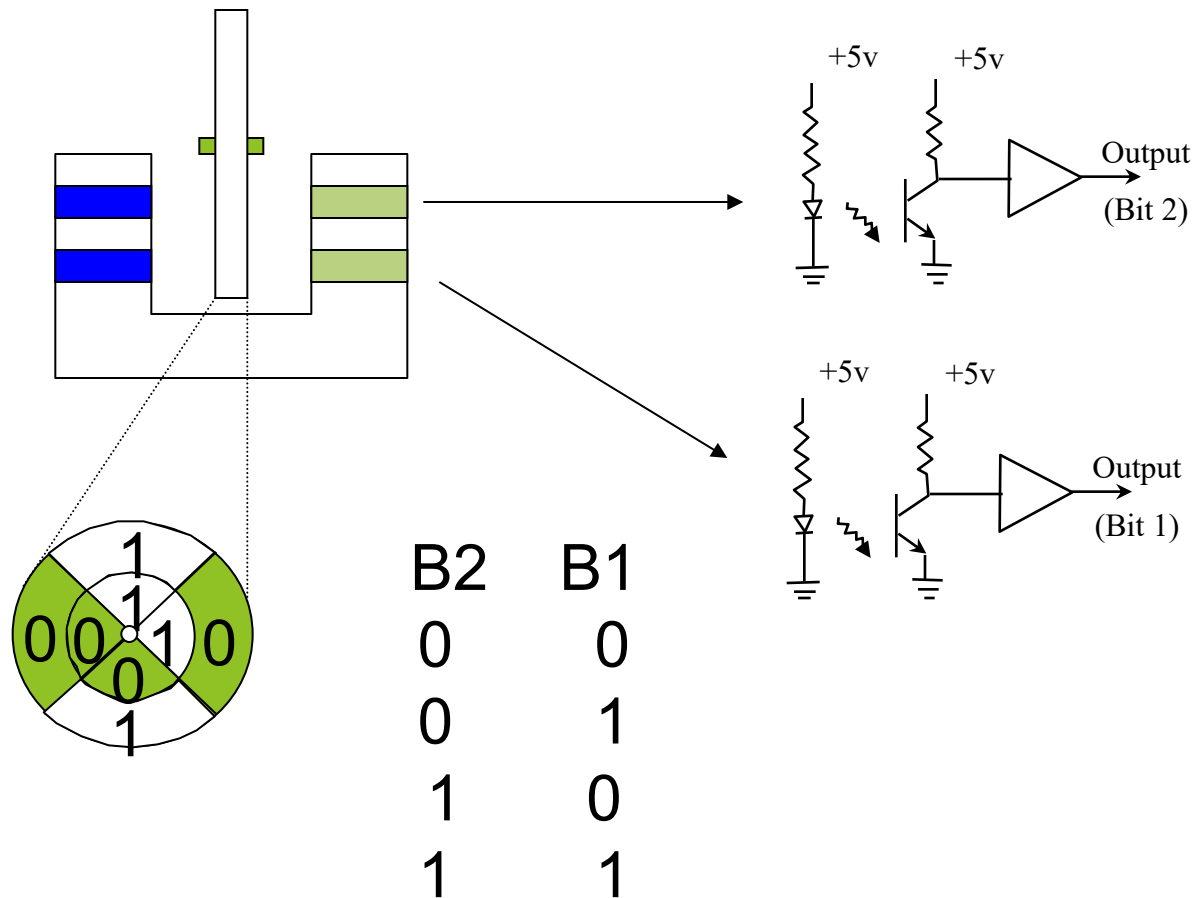 +5v +5v
Output
(Bit 2)
+5v +5v
Output
(Bit 1)
1
1
0 0 1 0
0
1
B2 B1
0 0
0 1
1 0
1 1